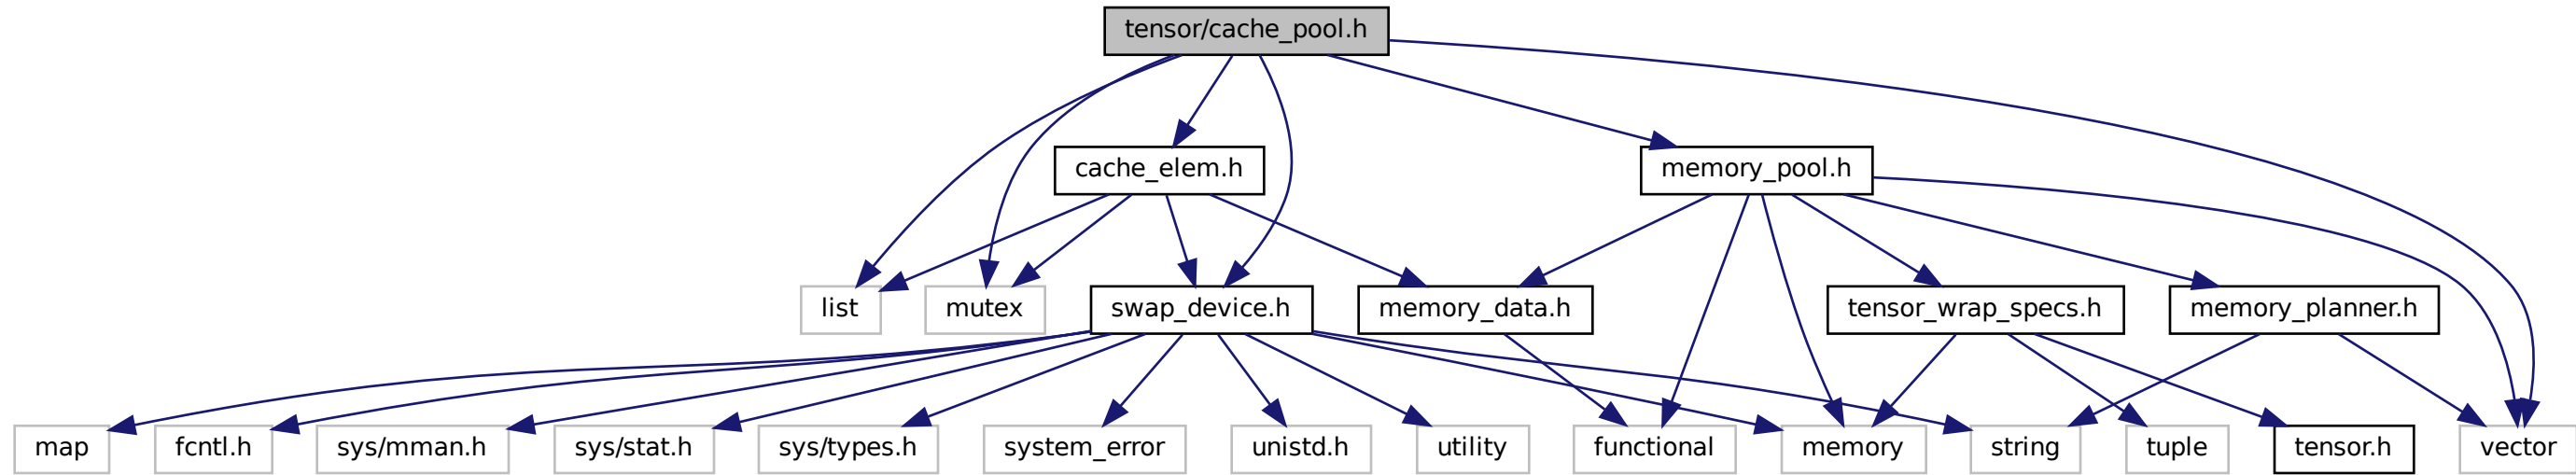 tensor/cache_pool.h
cache_elem.h
memory_pool.h
list
mutex
swap_device.h
memory_data.h
tensor_wrap_specs.h
memory_planner.h
map
fcntl.h
sys/mman.h
sys/stat.h
sys/types.h
system_error
unistd.h
utility
functional
memory
string
tuple
tensor.h
vector